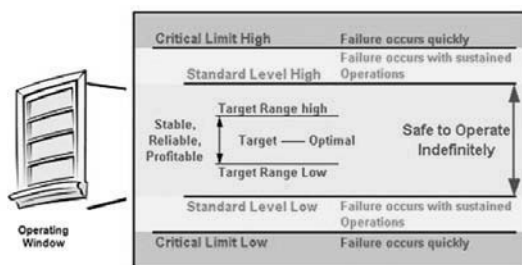 Critical Limit High Failure occurs quickly
Failure occurs with sustained
Standard Level High Operations
Target Range high
Stable,
Reliable,
Profitable
Target Optimal
Target Range Low
Safe to Operate
Indefinitely
Standard Level Low Failure occurs with sustained
Operations
Critical Limit Low Failure occurs quickly
Operating
Window